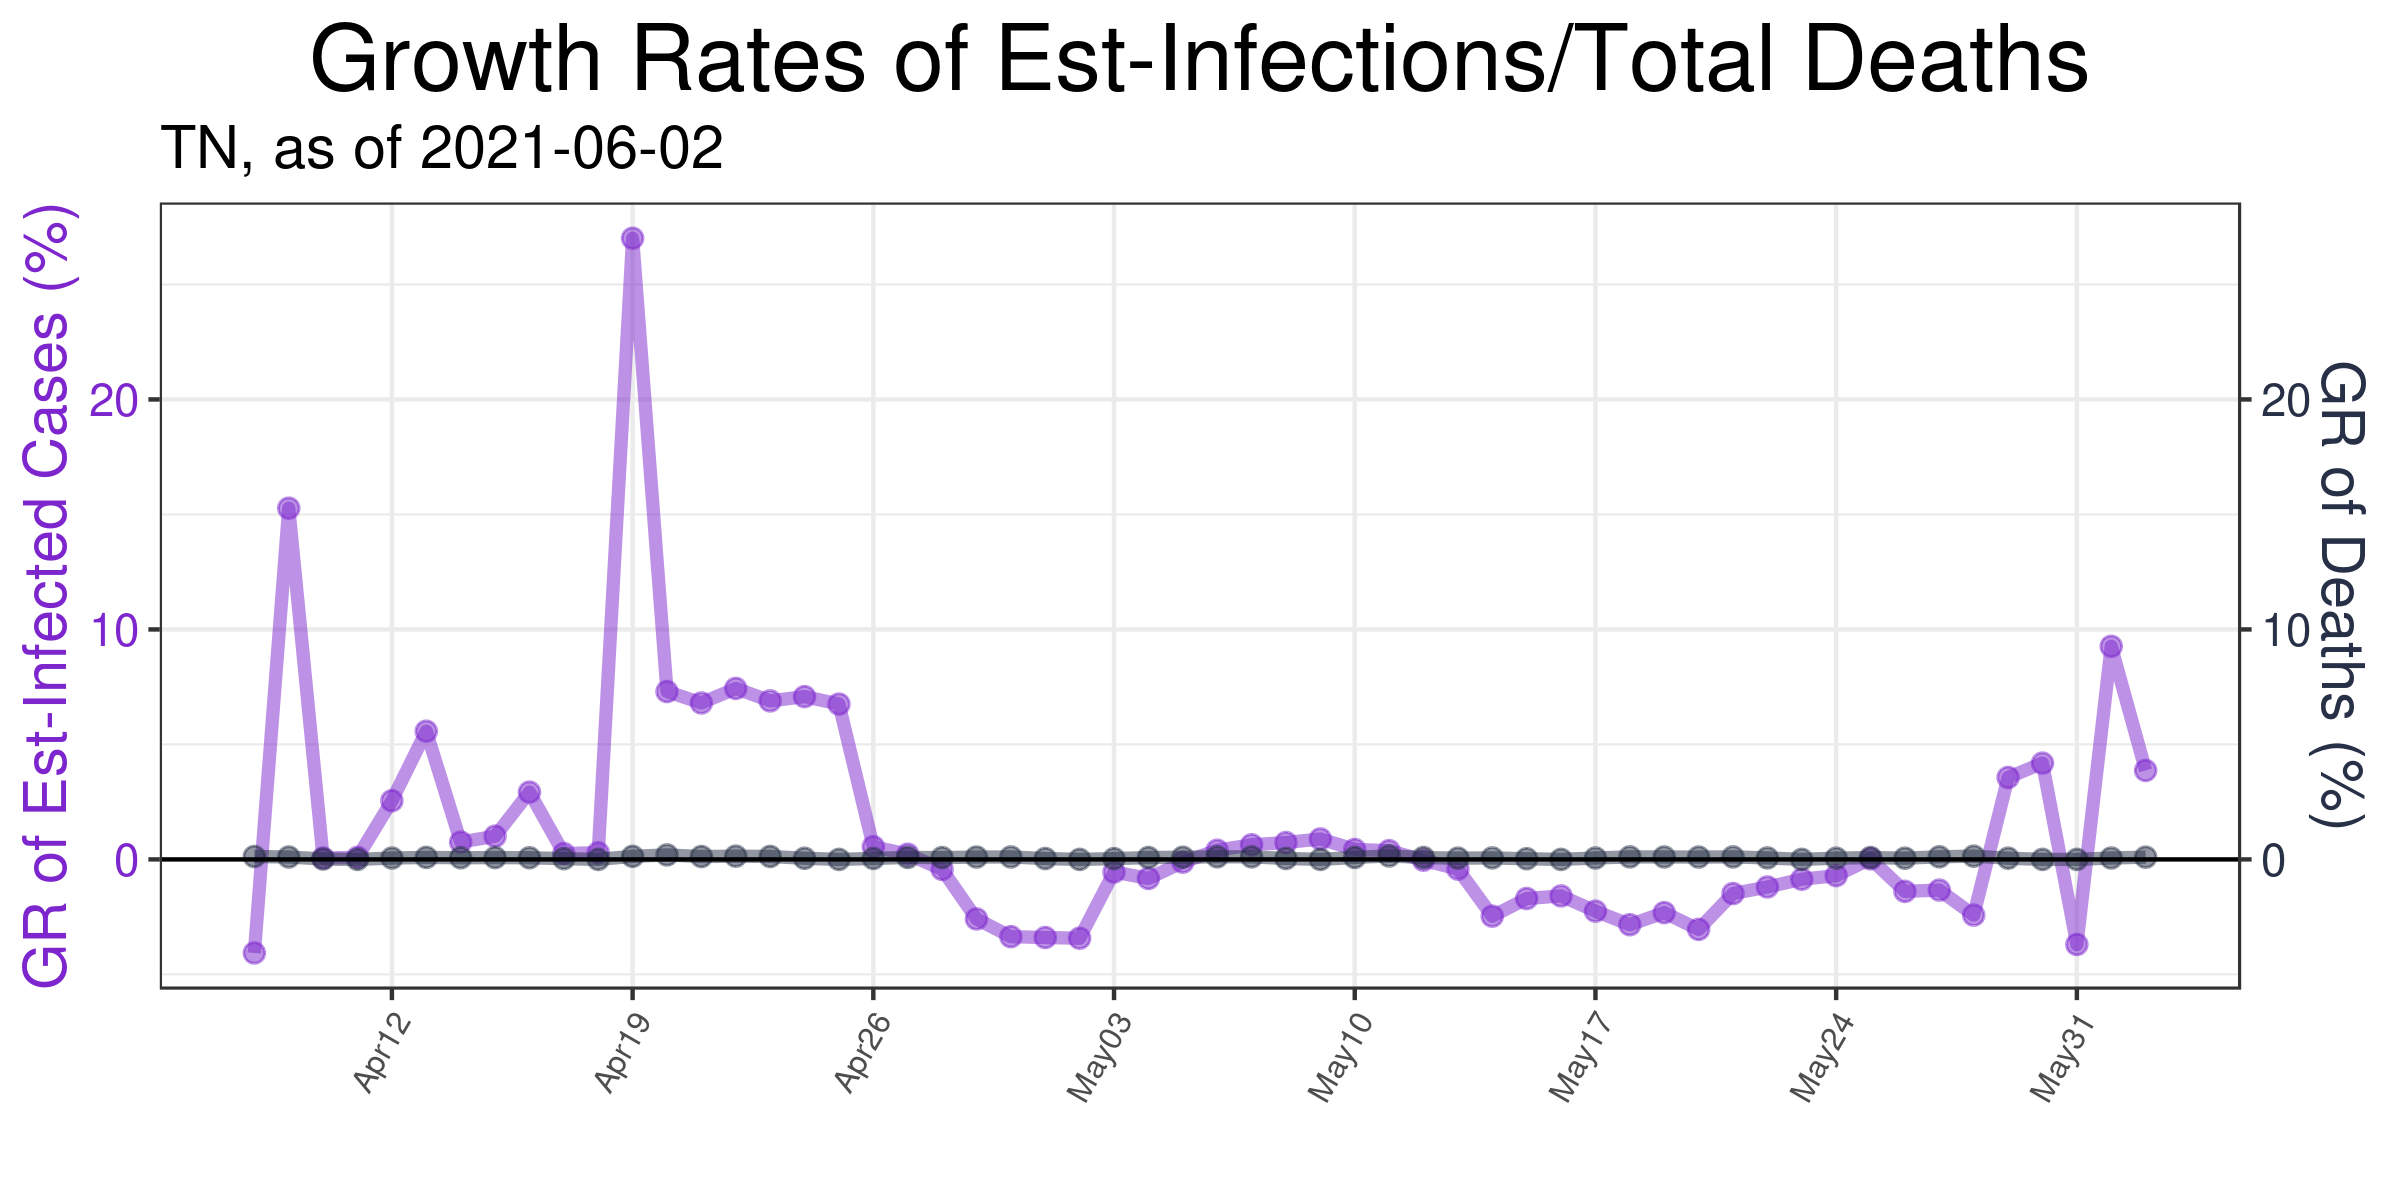 Growth Rates of Est-Infections/Total Deaths
TN, as of 2021-06-02
GR of Est-Infected Cases (%)
20
10
0
20
10
0
GR of Deaths (%)
Apr12
Apr19
Apr26
May03
May10
May17
May24
May31